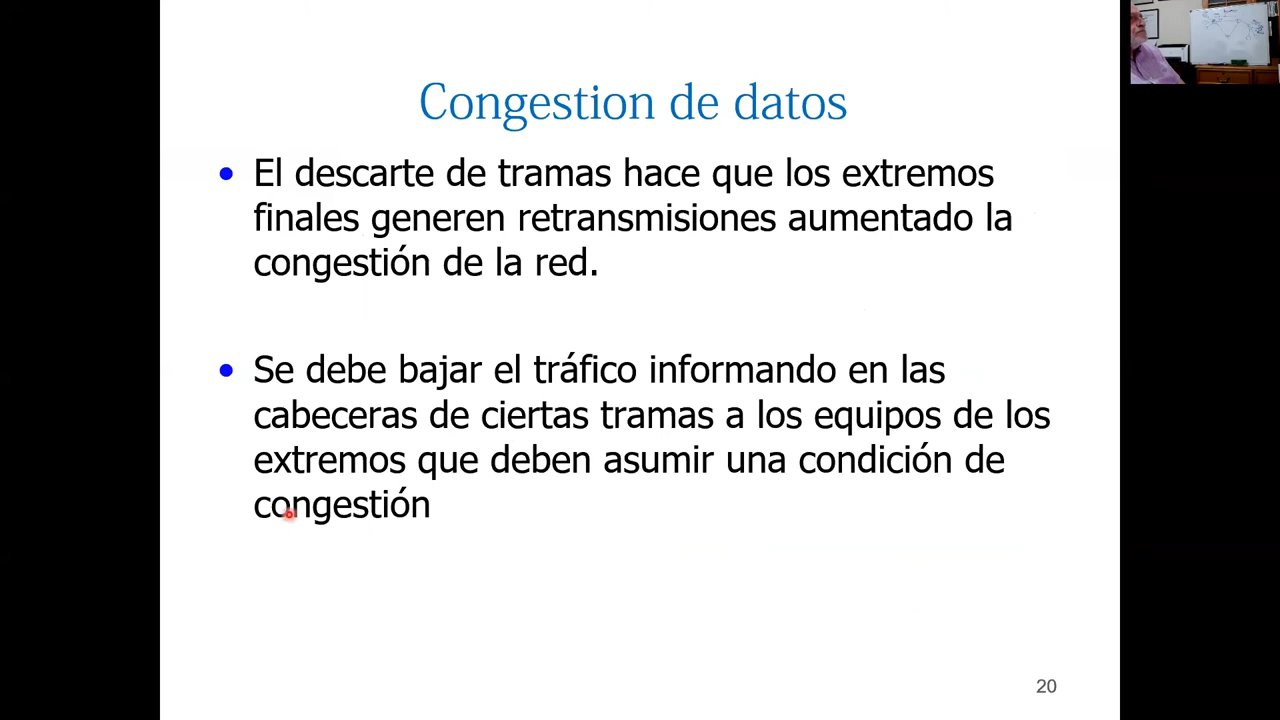 Congestion de datos
• El descarte de tramas hace que los extremos
finales generen retransmisiones aumentado la
congestión de la red.
• Se debe bajar el tráfico informando en las
cabeceras de ciertas tramas a los equipos de los
extremos que deben asumir una condición de
congestión
20